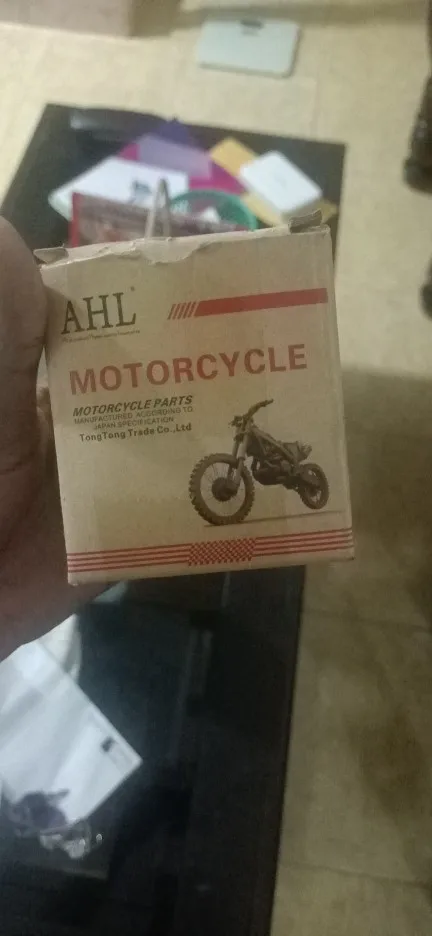 AHL
MOTORCYCLE
MOTORCYCLE PARTS
MANUFACTURED ACCORDING TO
JAPAN SPECIFICATION
TongTong Trade Co.,Ltd